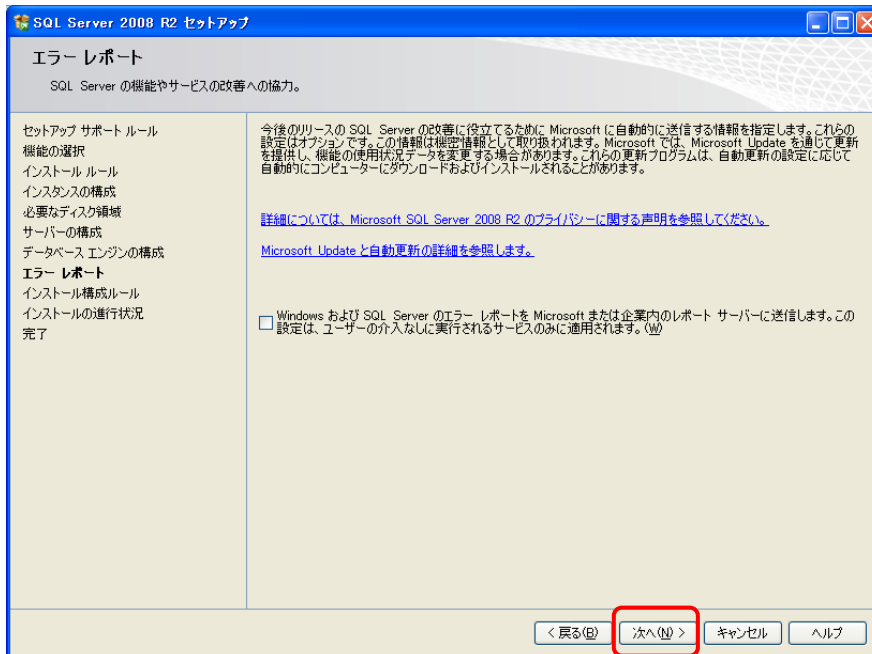 SQL Server 2008 R2 セットアップ
エラー レポート
SQL Server の機能やサービスの改善への協力。
セットアップ サポート ルール
機能の選択
インストール ルール
インスタンスの構成
必要なディスク領域
サーバーの構成
データベース エンジンの構成
エラー レポート
インストール構成ルール
インストールの進行状況
完了
今後のリリースの SQL Server の改善に役立てるために Microsoft に自動的に送信する情報を指定します。これらの
設定はオプションです。この情報は機密情報として取り扱われます。Microsoft では、Microsoft Update を通じて更新
を提供し、機能の使用状況データを変更する場合があります。これらの更新プログラムは、自動更新の設定に応じて
自動的にコンピューターにダウンロードおよびインストールされることがあります。
詳細については、Microsoft SQL Server 2008 R2 のプライバシーに関する声明を参照してください。
Microsoft Update と自動更新の詳細を参照します。
Windows および SQL Server のエラー レポートを Microsoft または企業内のレポート サーバーに送信します。この
設定は、ユーザーの介入なしに実行されるサービスのみに適用されます。(W)
< 戻る(B)
次へ(N) >
キャンセル
ヘルプ